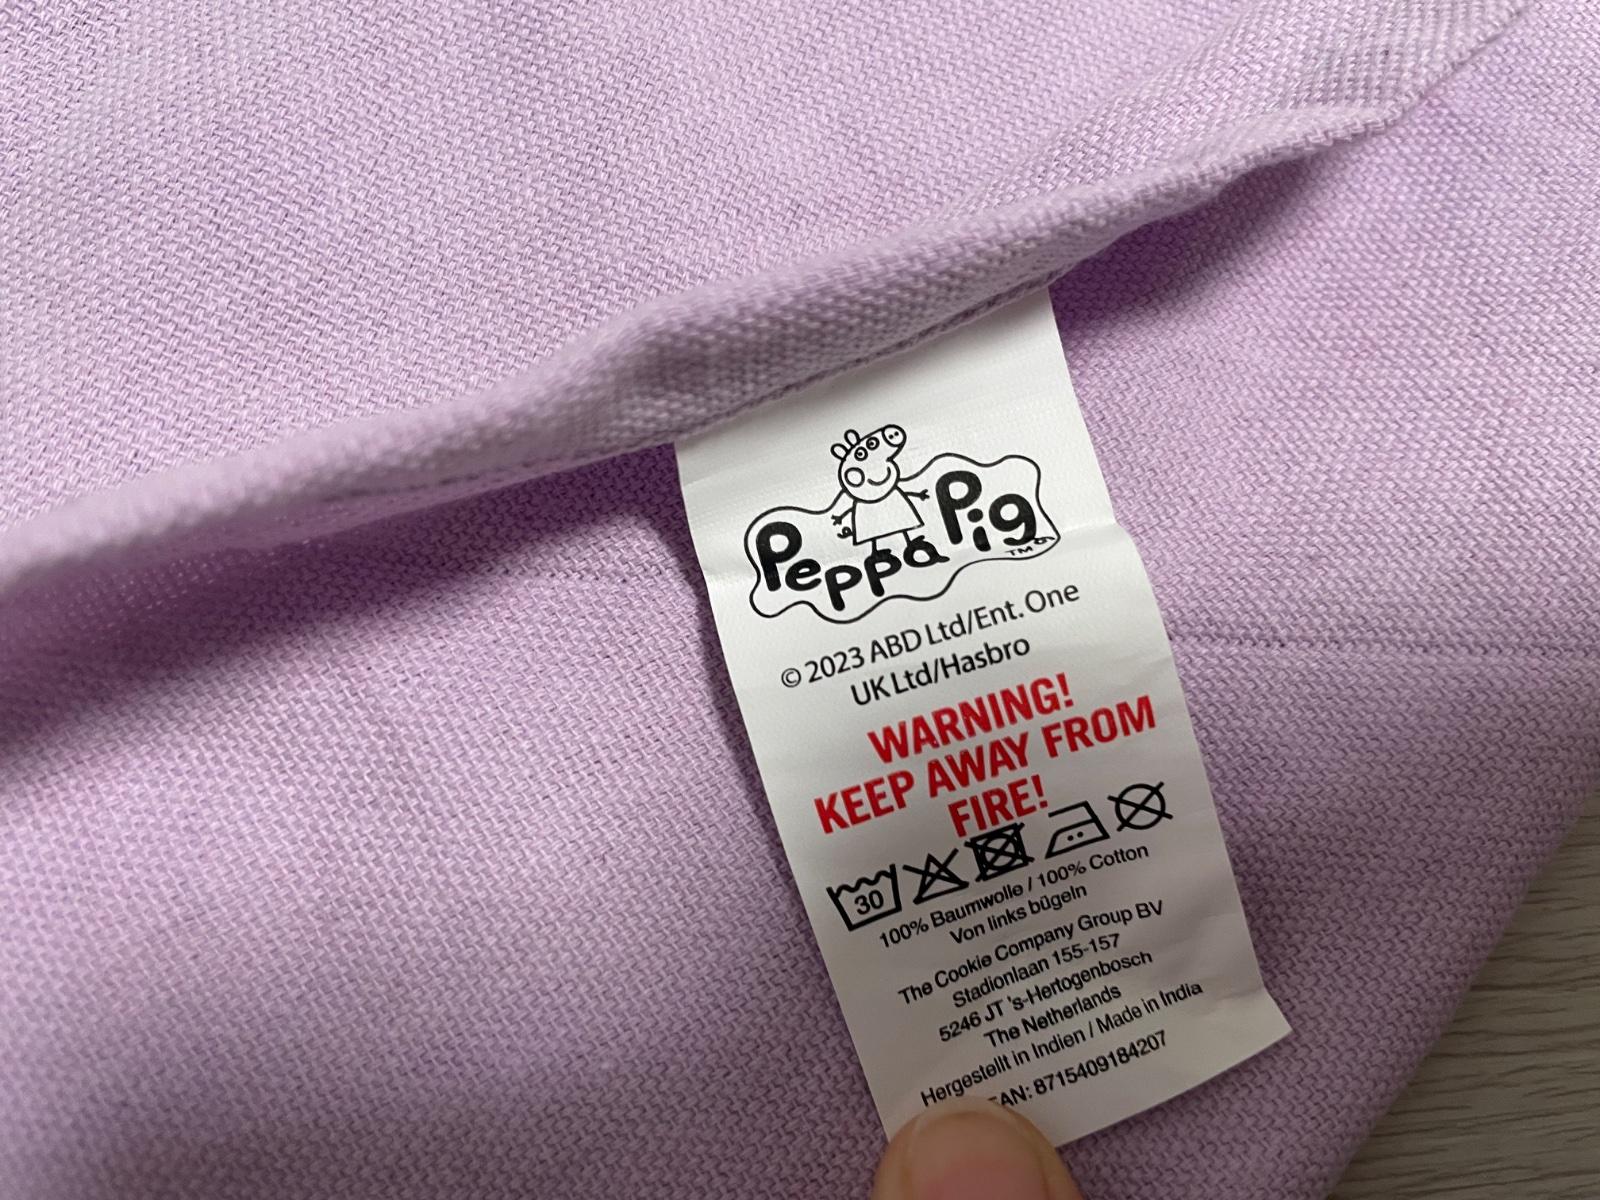 Peppa Pig™
© 2023 ABD Ltd/Ent. One
UK Ltd/Hasbro
WARNING!
KEEP AWAY FROM
FIRE!
30
100% Baumwolle / 100% Cotton
Von links bügeln
The Cookie Company Group BV
Stadionlaan 155-157
5246 JT 's-Hertogenbosch
The Netherlands
Hergestellt in Indien / Made in India
EAN: 8715409184207